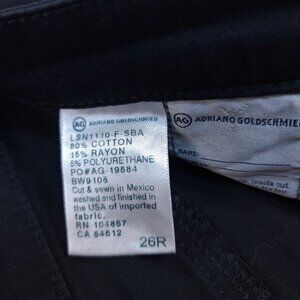 AG ADRIANO GOLDSCHMIED
LSN1110-F SBA
80% COTTON
15% RAYON
5% POLYURETHANE
PO#AG-19684
BW9108
Cut & sewn in Mexico
washed and finished in
the USA of imported
fabric.
RN 104857
CA 54612
26R
AG ADRIANO GOLDSCHMIED
NAME:
inside out.